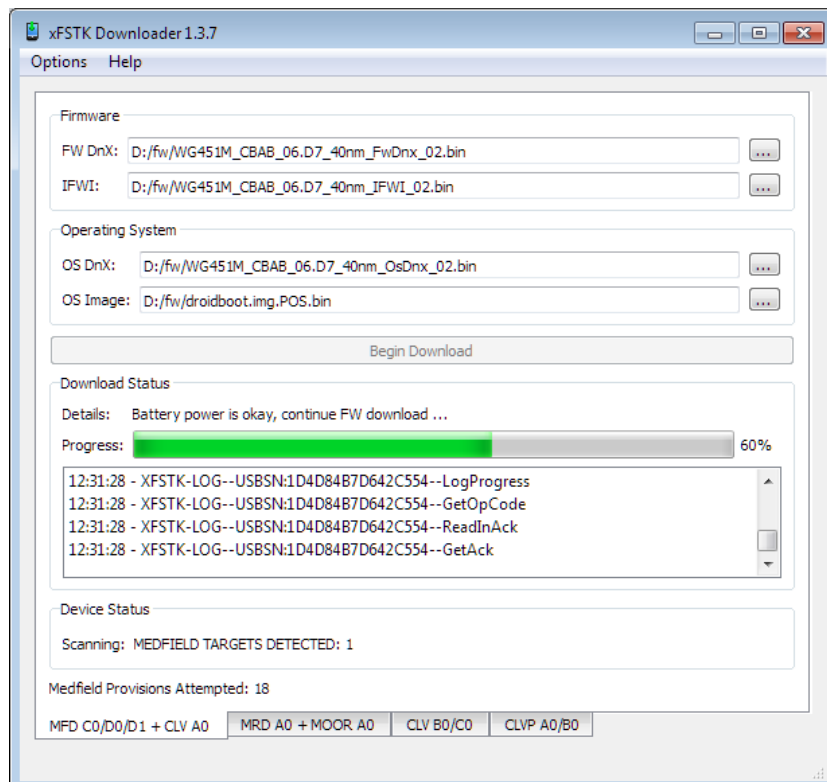 xFSTK Downloader 1.3.7
Options Help
Firmware
FW DnX: D:/fw/WG451M_CBAB_06.D7_40nm_FwDnx_02.bin ...
IFWI: D:/fw/WG451M_CBAB_06.D7_40nm_IFWI_02.bin ...
Operating System
OS DnX: D:/fw/WG451M_CBAB_06.D7_40nm_OsDnx_02.bin ...
OS Image: D:/fw/droidboot.img.POS.bin ...
Begin Download
Download Status
Details: Battery power is okay, continue FW download ...
Progress: 60%
12:31:28 - XFSTK-LOG--USBSN:1D4D84B7D642C554--LogProgress
12:31:28 - XFSTK-LOG--USBSN:1D4D84B7D642C554--GetOpCode
12:31:28 - XFSTK-LOG--USBSN:1D4D84B7D642C554--ReadInAck
12:31:28 - XFSTK-LOG--USBSN:1D4D84B7D642C554--GetAck
Device Status
Scanning: MEDFIELD TARGETS DETECTED: 1
Medfield Provisions Attempted: 18
MFD C0/D0/D1 + CLV A0 MRD A0 + MOOR A0 CLV B0/C0 CLVP A0/B0